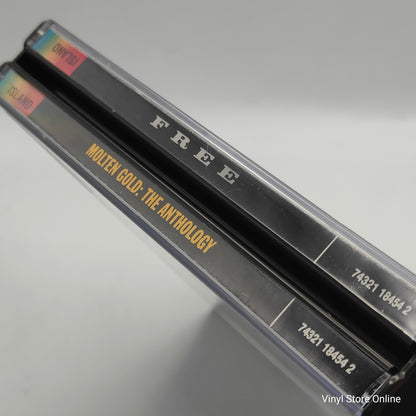 ISLAND
FREE
74321 18454 2
ISLAND
MOLTEN GOLD: THE ANTHOLOGY
74321 18454 2
Vinyl Store Online